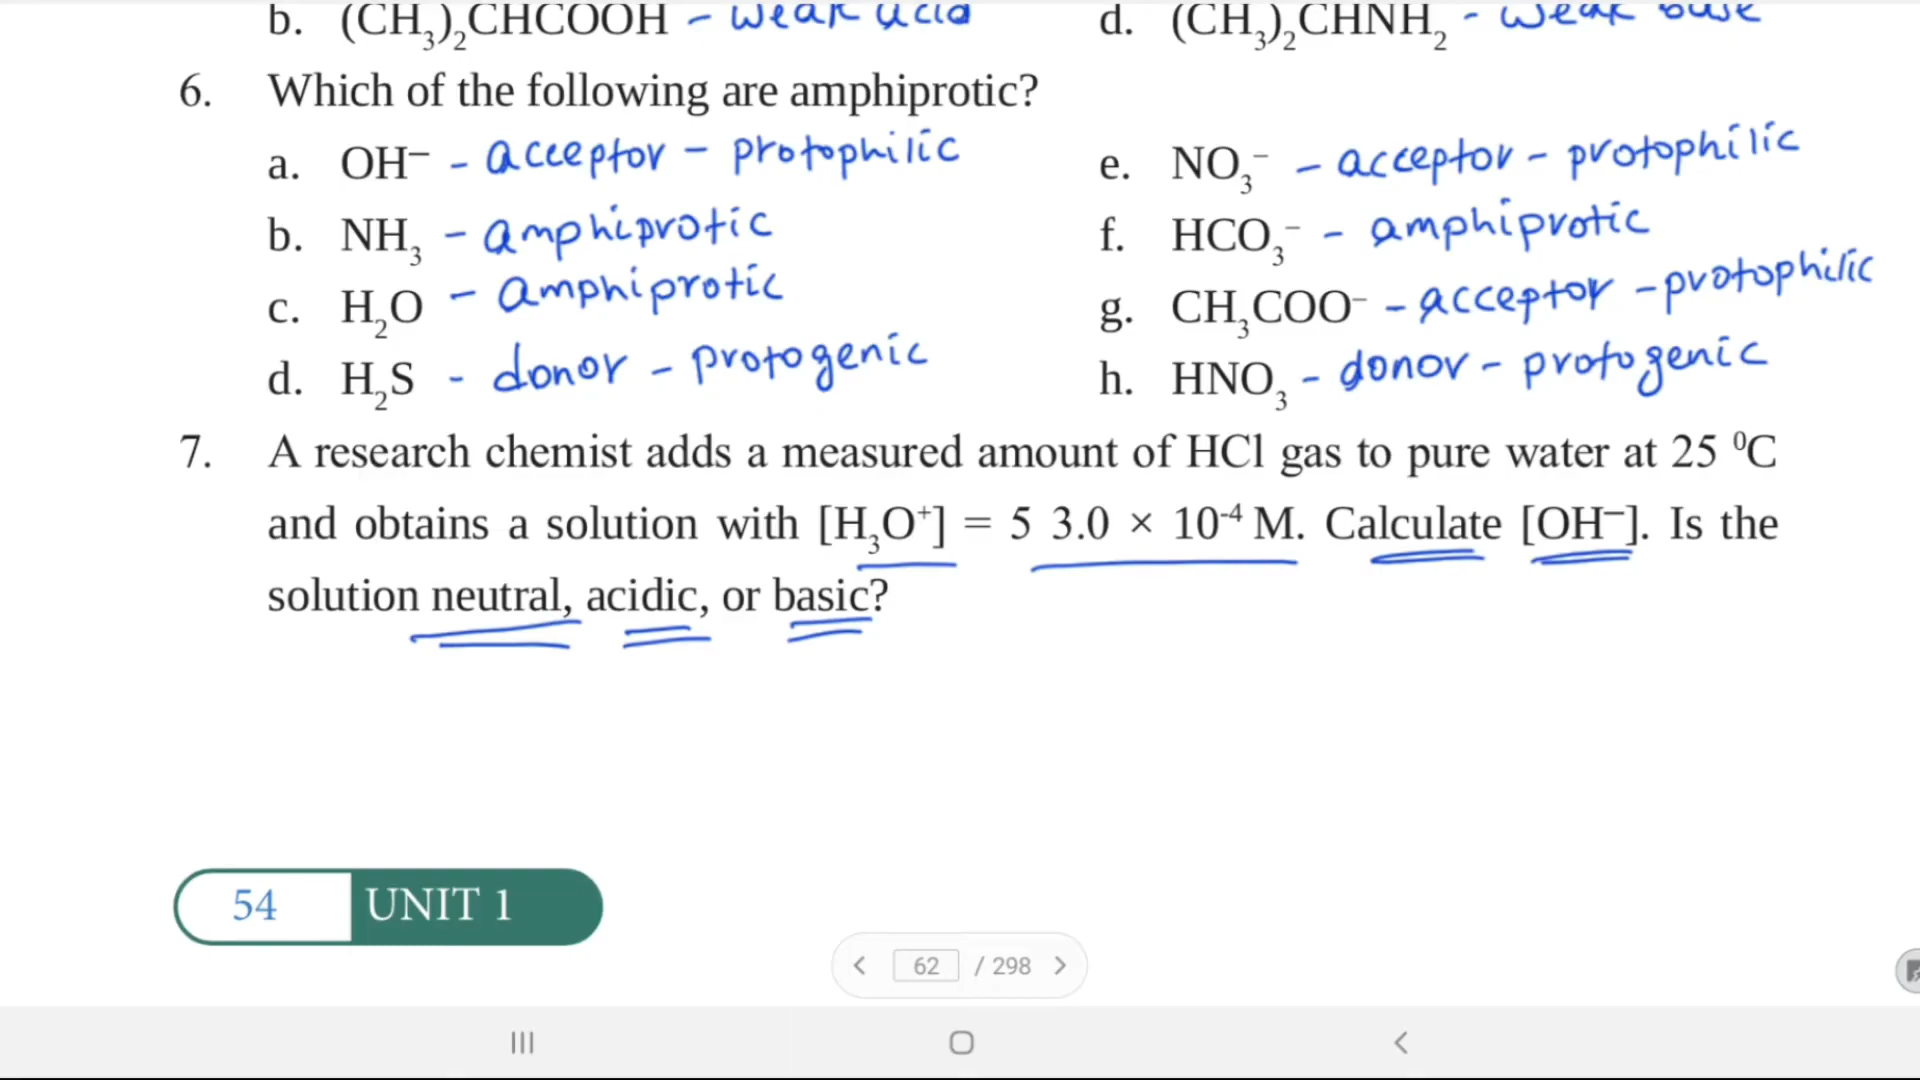 b. (CH₃)₂CHCOOH - weak acid d. (CH₃)₂CHNH₂ - weak base
6. Which of the following are amphiprotic?
a. OH⁻ - acceptor - protophilic e. NO₃⁻ - acceptor - protophilic
b. NH₃ - amphiprotic f. HCO₃⁻ - amphiprotic
c. H₂O - amphiprotic g. CH₃COO⁻ - acceptor - protophilic
d. H₂S - donor - protogenic h. HNO₃ - donor - protogenic
7. A research chemist adds a measured amount of HCl gas to pure water at 25 ⁰C
and obtains a solution with [H₃O⁺] = 5 3.0 × 10⁻⁴ M. Calculate [OH⁻]. Is the
solution neutral, acidic, or basic?
54 UNIT 1
62 / 298